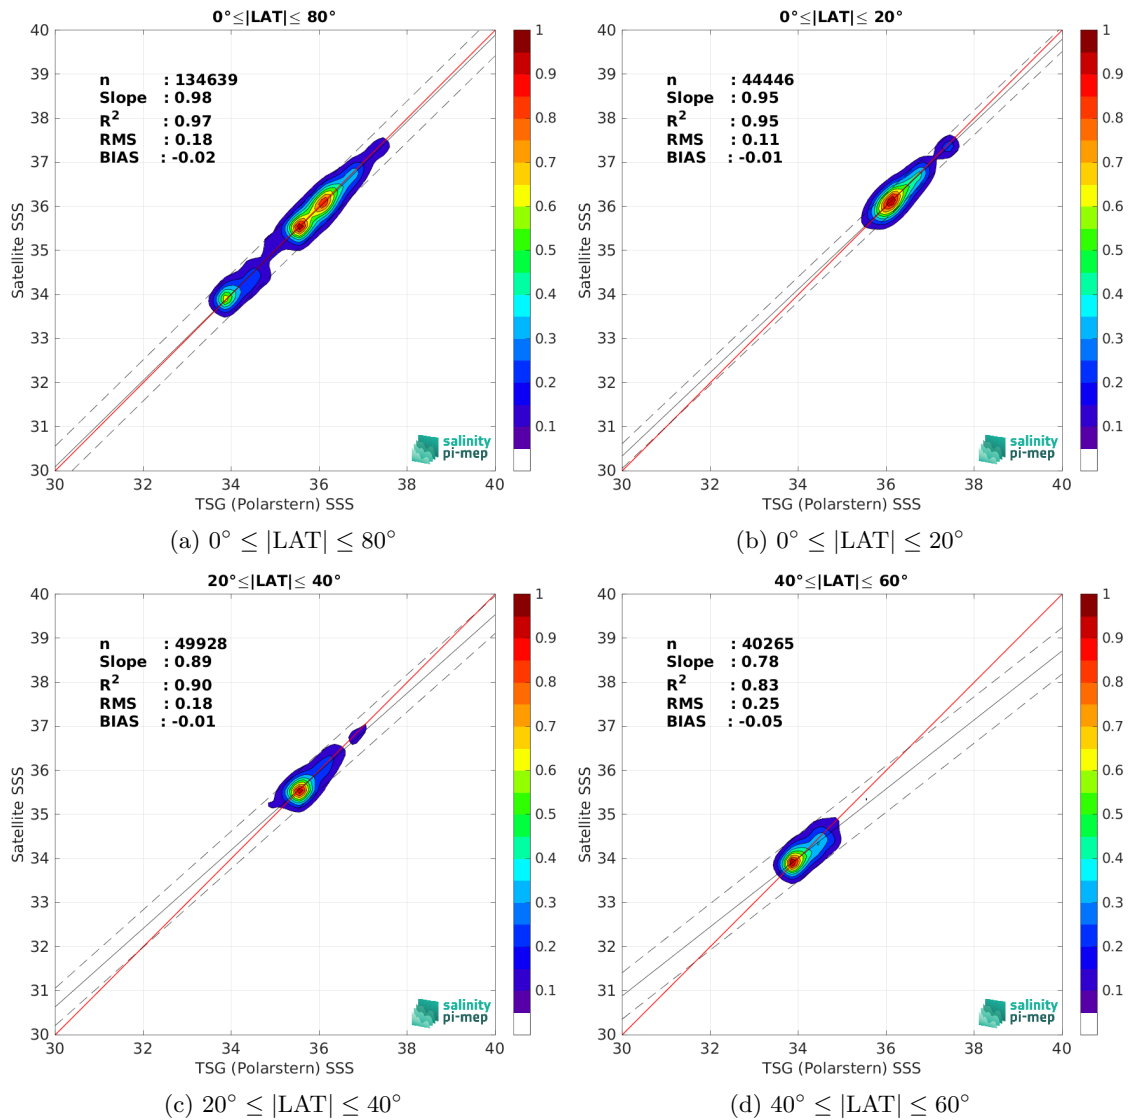 0°≤|LAT|≤ 80°
40
39
38
37
36
35
34
33
32
31
30
30 32 34 36 38 40
Satellite SSS
TSG (Polarstern) SSS
n : 134639
Slope : 0.98
R2 : 0.97
RMS : 0.18
BIAS : -0.02
1
0.9
0.8
0.7
0.6
0.5
0.4
0.3
0.2
0.1
salinity
pi-mep
(a) 0° ≤ |LAT| ≤ 80°
0°≤|LAT|≤ 20°
40
39
38
37
36
35
34
33
32
31
30
30 32 34 36 38 40
Satellite SSS
TSG (Polarstern) SSS
n : 44446
Slope : 0.95
R2 : 0.95
RMS : 0.11
BIAS : -0.01
1
0.9
0.8
0.7
0.6
0.5
0.4
0.3
0.2
0.1
salinity
pi-mep
(b) 0° ≤ |LAT| ≤ 20°
20°≤|LAT|≤ 40°
40
39
38
37
36
35
34
33
32
31
30
30 32 34 36 38 40
Satellite SSS
TSG (Polarstern) SSS
n : 49928
Slope : 0.89
R2 : 0.90
RMS : 0.18
BIAS : -0.01
1
0.9
0.8
0.7
0.6
0.5
0.4
0.3
0.2
0.1
salinity
pi-mep
(c) 20° ≤ |LAT| ≤ 40°
40°≤|LAT|≤ 60°
40
39
38
37
36
35
34
33
32
31
30
30 32 34 36 38 40
Satellite SSS
TSG (Polarstern) SSS
n : 40265
Slope : 0.78
R2 : 0.83
RMS : 0.25
BIAS : -0.05
1
0.9
0.8
0.7
0.6
0.5
0.4
0.3
0.2
0.1
salinity
pi-mep
(d) 40° ≤ |LAT| ≤ 60°